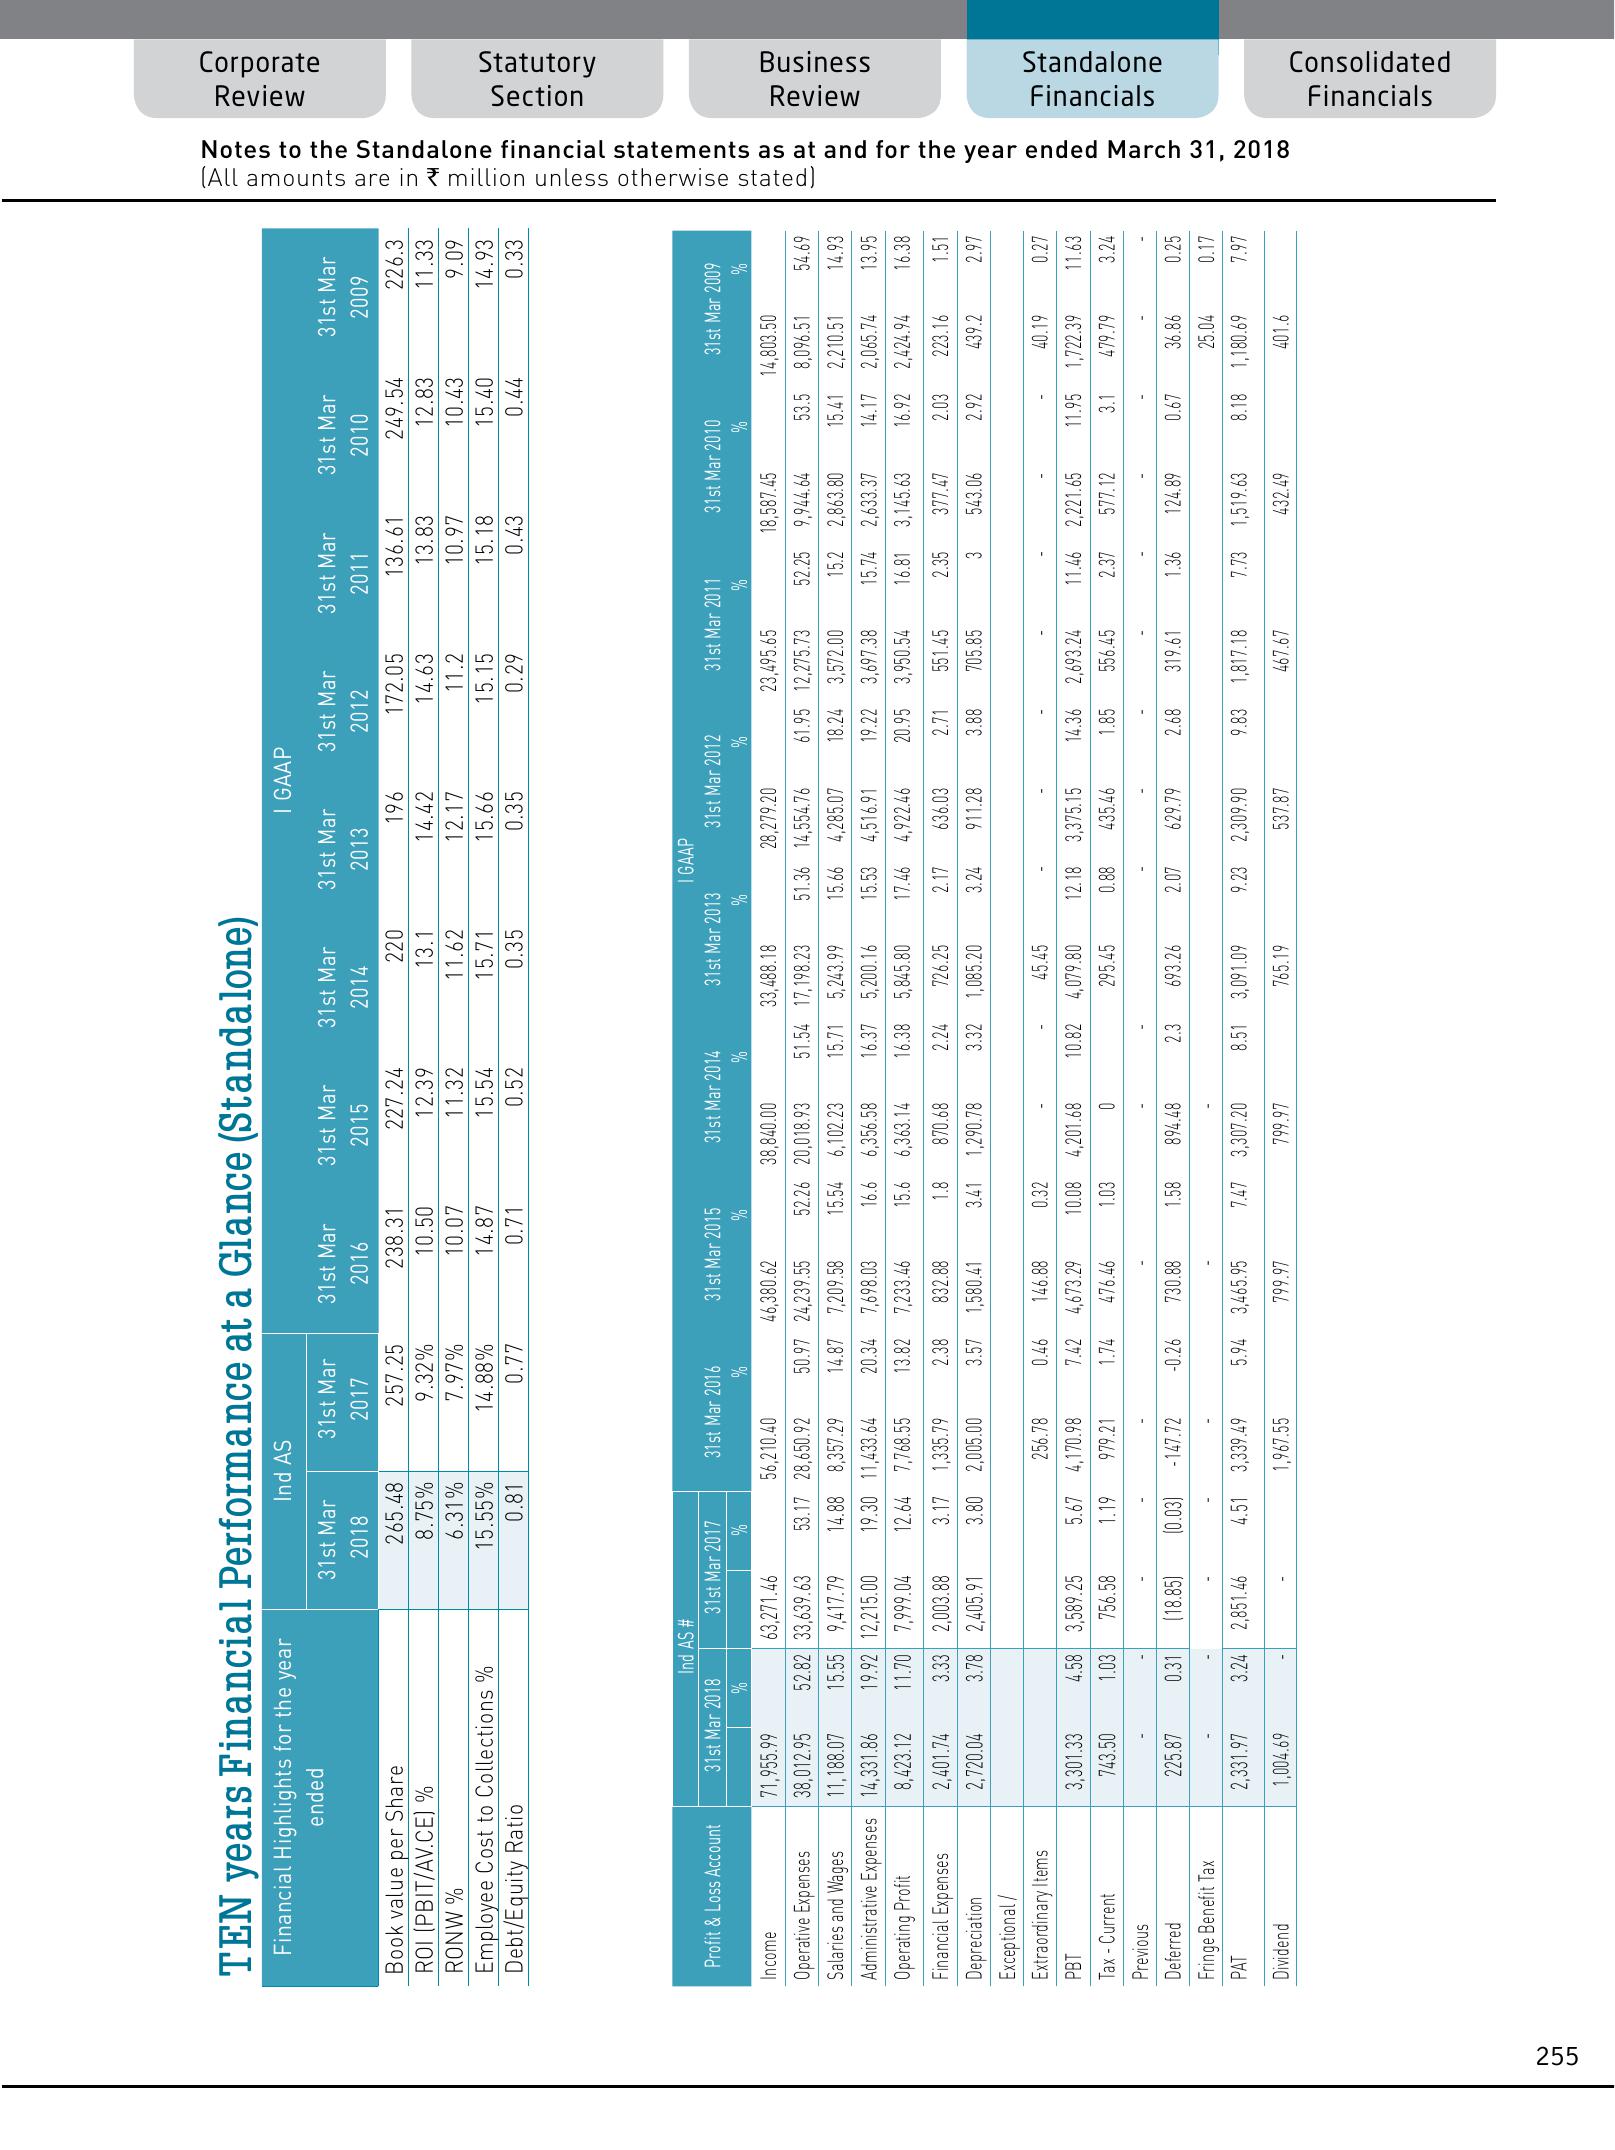 Corporate Review
Statutory Section
Business Review
Standalone Financials
Consolidated Financials
Notes to the Standalone financial statements as at and for the year ended March 31, 2018
(All amounts are in ₹ million unless otherwise stated)
TEN years Financial Performance at a Glance (Standalone)
Financial Highlights for the year ended Ind AS I GAAP
31st Mar 2018 31st Mar 2017 31st Mar 2016 31st Mar 2015 31st Mar 2014 31st Mar 2013 31st Mar 2012 31st Mar 2011 31st Mar 2010 31st Mar 2009
Book value per Share 265.48 257.25 238.31 227.24 220 196 172.05 136.61 249.54 226.3
ROI (PBIT/AV.CE) % 8.75% 9.32% 10.50 12.39 13.1 14.42 14.63 13.83 12.83 11.33
RONW % 6.31% 7.97% 10.07 11.32 11.62 12.17 11.2 10.97 10.43 9.09
Employee Cost to Collections % 15.55% 14.88% 14.87 15.54 15.71 15.66 15.15 15.18 15.40 14.93
Debt/Equity Ratio 0.81 0.77 0.71 0.52 0.35 0.35 0.29 0.43 0.44 0.33
Profit & Loss Account Ind AS # I GAAP
31st Mar 2018 31st Mar 2017 31st Mar 2016 31st Mar 2015 31st Mar 2014 31st Mar 2013 31st Mar 2012 31st Mar 2011 31st Mar 2010 31st Mar 2009
% % % % % % % % % %
Income 71,955.99 63,271.46 56,210.40 46,380.62 38,840.00 33,488.18 28,279.20 23,495.65 18,587.45 14,803.50
Operative Expenses 38,012.95 52.82 33,639.63 53.17 28,650.92 50.97 24,239.55 52.26 20,018.93 51.54 17,198.23 51.36 14,554.76 61.95 12,275.73 52.25 9,944.64 53.5 8,096.51 54.69
Salaries and Wages 11,188.07 15.55 9,417.79 14.88 8,357.29 14.87 7,209.58 15.54 6,102.23 15.71 5,243.99 15.66 4,285.07 18.24 3,572.00 15.2 2,863.80 15.41 2,210.51 14.93
Administrative Expenses 14,331.86 19.92 12,215.00 19.30 11,433.64 20.34 7,698.03 16.6 6,356.58 16.37 5,200.16 15.53 4,516.91 19.22 3,697.38 15.74 2,633.37 14.17 2,065.74 13.95
Operating Profit 8,423.12 11.70 7,999.04 12.64 7,768.55 13.82 7,233.46 15.6 6,363.14 16.38 5,845.80 17.46 4,922.46 20.95 3,950.54 16.81 3,145.63 16.92 2,424.94 16.38
Financial Expenses 2,401.74 3.33 2,003.88 3.17 1,335.79 2.38 832.88 1.8 870.68 2.24 726.25 2.17 636.03 2.71 551.45 2.35 377.47 2.03 223.16 1.51
Depreciation 2,720.04 3.78 2,405.91 3.80 2,005.00 3.57 1,580.41 3.41 1,290.78 3.32 1,085.20 3.24 911.28 3.88 705.85 3 543.06 2.92 439.2 2.97
Exceptional /
Extraordinary Items 256.78 0.46 146.88 0.32 - - 45.45 - - - - - - - 40.19 0.27
PBT 3,301.33 4.58 3,589.25 5.67 4,170.98 7.42 4,673.29 10.08 4,201.68 10.82 4,079.80 12.18 3,375.15 14.36 2,693.24 11.46 2,221.65 11.95 1,722.39 11.63
Tax - Current 743.50 1.03 756.58 1.19 979.21 1.74 476.46 1.03 0 295.45 0.88 435.46 1.85 556.45 2.37 577.12 3.1 479.79 3.24
Previous - - - - - - - - - - - - - - - -
Deferred 225.87 0.31 (18.85) (0.03) -147.72 -0.26 730.88 1.58 894.48 2.3 693.26 2.07 629.79 2.68 319.61 1.36 124.89 0.67 36.86 0.25
Fringe Benefit Tax - - - - - - - 25.04 0.17
PAT 2,331.97 3.24 2,851.46 4.51 3,339.49 5.94 3,465.95 7.47 3,307.20 8.51 3,091.09 9.23 2,309.90 9.83 1,817.18 7.73 1,519.63 8.18 1,180.69 7.97
Dividend 1,004.69 - - 1,967.55 799.97 799.97 765.19 537.87 467.67 432.49 401.6
255